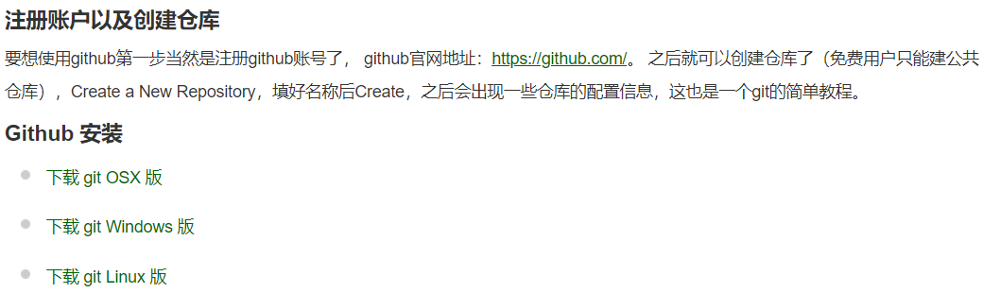 注册账户以及创建仓库
要想使用github第一步当然是注册github账号了， github官网地址：https://github.com/。 之后就可以创建仓库了（免费用户只能建公共
仓库），Create a New Repository，填好名称后Create，之后会出现一些仓库的配置信息，这也是一个git的简单教程。
Github 安装
下载 git OSX 版
下载 git Windows 版
下载 git Linux 版